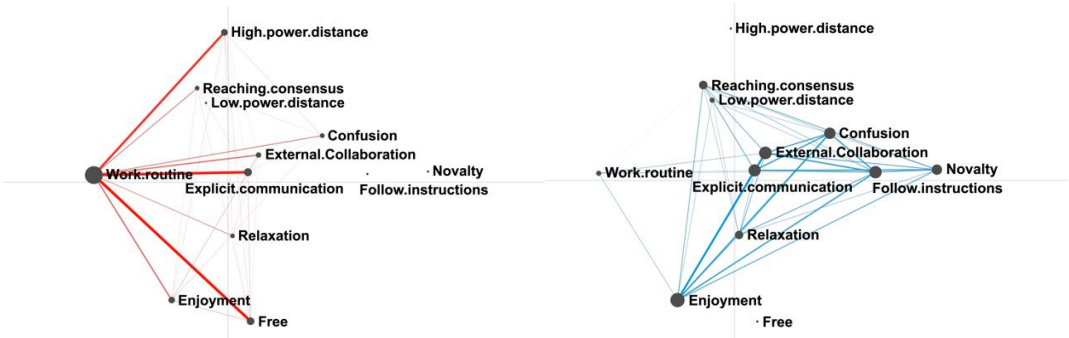 High.power.distance
Reaching.consensus
Low.power.distance
Confusion
External.Collaboration
Work.routine
Novalty
Explicit.communication
Follow.instructions
Relaxation
Enjoyment
Free
High.power.distance
Reaching.consensus
Low.power.distance
Confusion
External.Collaboration
Work.routine
Novalty
Explicit.communication
Follow.instructions
Relaxation
Enjoyment
Free